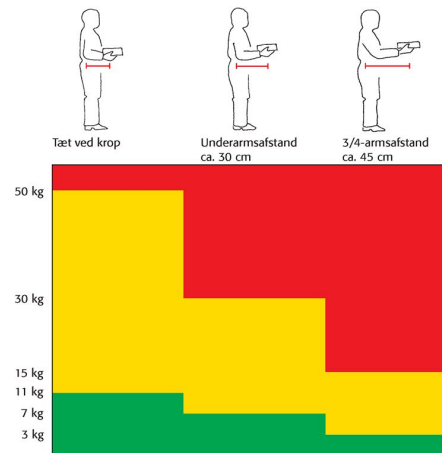 Tæt ved krop
Underarmsafstand
ca. 30 cm
3/4-armsafstand
ca. 45 cm
50 kg
30 kg
15 kg
11 kg
7 kg
3 kg